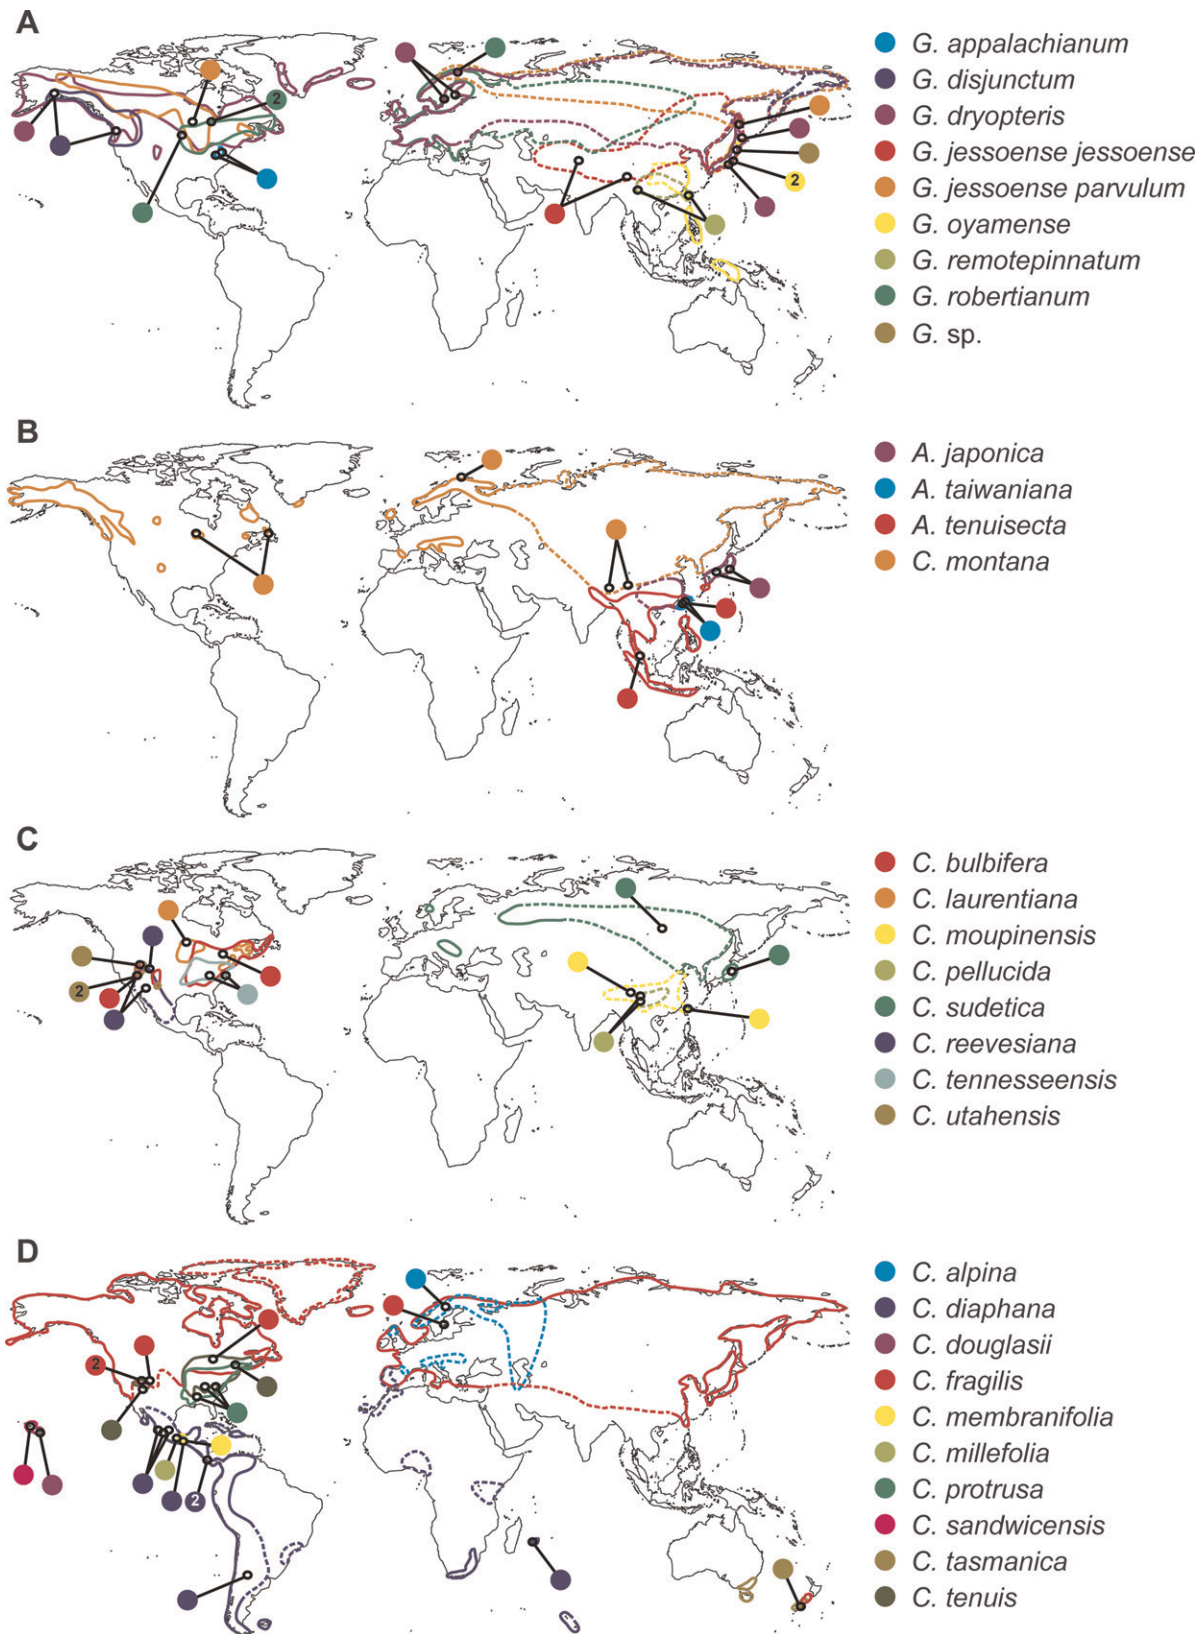 A
G. appalachianum
G. disjunctum
G. dryopteris
G. jessoense jessoense
G. jessoense parvulum
G. oyamense
G. remotepinnatum
G. robertianum
G. sp.
2
2
B
A. japonica
A. taiwaniana
A. tenuisecta
C. montana
C
C. bulbifera
C. laurentiana
C. moupinensis
C. pellucida
C. sudetica
C. reevesiana
C. tennesseensis
C. utahensis
2
D
C. alpina
C. diaphana
C. douglasii
C. fragilis
C. membranifolia
C. millefolia
C. protrusa
C. sandwicensis
C. tasmanica
C. tenuis
2
2